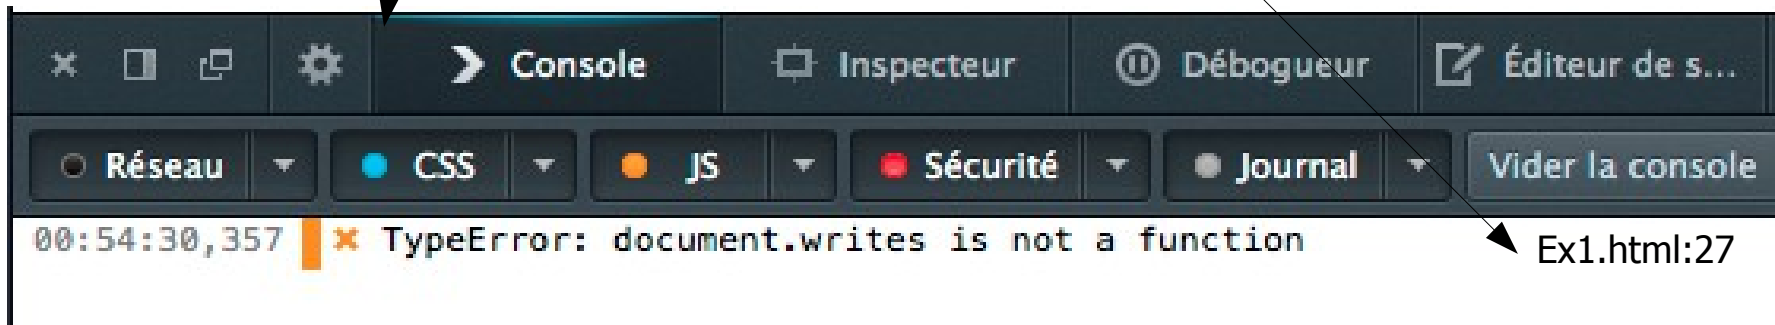 Console Inspecteur Débogueur Éditeur de s...
Réseau CSS JS Sécurité Journal Vider la console
00:54:30,357 TypeError: document.writes is not a function Ex1.html:27